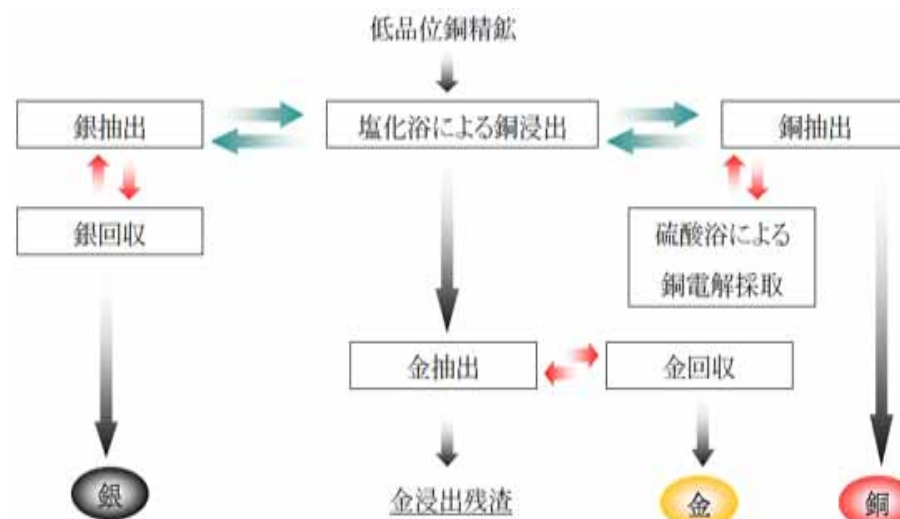 低品位銅精鉱
銀抽出
塩化浴による銅浸出
銅抽出
銀回収
硫酸浴による
銅電解採取
金抽出
金回収
銀
金浸出残渣
金
銅